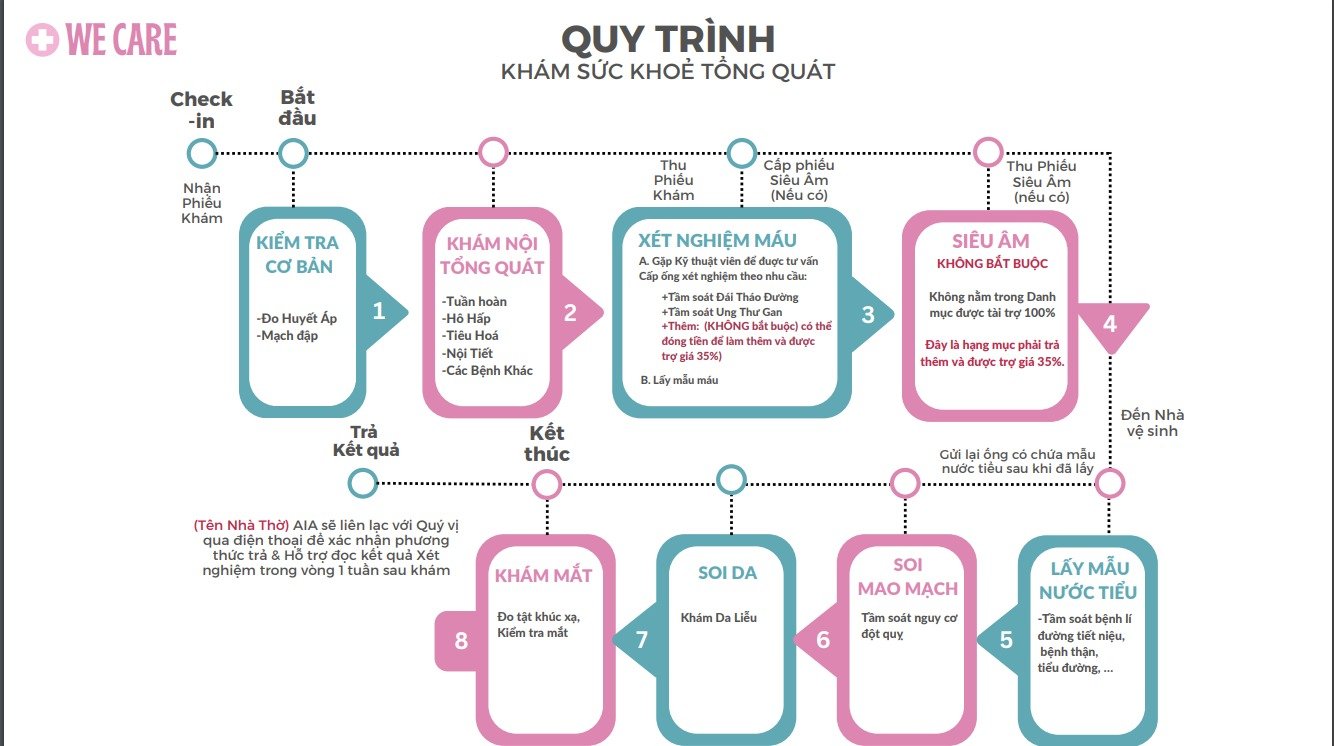 WE CARE
QUY TRÌNH
KHÁM SỨC KHOẺ TỔNG QUÁT
Check
-in
Bắt
đầu
Nhận
Phiếu
Khám
Thu
Phiếu
Khám
Cấp phiếu
Siêu Âm
(Nếu có)
Thu Phiếu
Siêu Âm
(nếu có)
KIỂM TRA
CƠ BẢN
-Đo Huyết Áp
-Mạch đập
1
KHÁM NỘI
TỔNG QUÁT
-Tuần hoàn
-Hô Hấp
-Tiêu Hoá
-Nội Tiết
-Các Bệnh Khác
2
XÉT NGHIỆM MÁU
A. Gặp Kỹ thuật viên để được tư vấn
Cấp ống xét nghiệm theo nhu cầu:
+Tầm soát Đái Tháo Đường
+Tầm soát Ung Thư Gan
+Thêm: (KHÔNG bắt buộc) có thể
đóng tiền để làm thêm và được
trợ giá 35%)
B. Lấy mẫu máu
3
SIÊU ÂM
KHÔNG BẮT BUỘC
Không nằm trong Danh
mục được tài trợ 100%
Đây là hạng mục phải trả
thêm và được trợ giá 35%.
4
Đến Nhà
vệ sinh
Gửi lại ống có chứa mẫu
nước tiểu sau khi đã lấy
Trả
Kết quả
Kết
thúc
(Tên Nhà Thờ) AIA sẽ liên lạc với Quý vị
qua điện thoại để xác nhận phương
thức trả & Hỗ trợ đọc kết quả Xét
nghiệm trong vòng 1 tuần sau khám
8
KHÁM MẮT
Đo tật khúc xạ,
Kiểm tra mắt
7
SOI DA
Khám Da Liễu
6
SOI
MAO MẠCH
Tầm soát nguy cơ
đột quỵ
5
LẤY MẪU
NƯỚC TIỂU
-Tầm soát bệnh lí
đường tiết niệu,
bệnh thận,
tiểu đường, ...